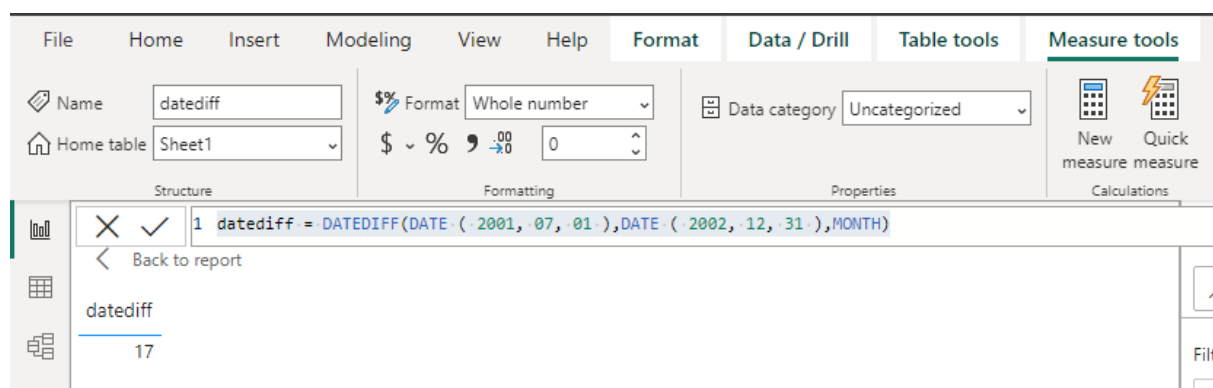 File Home Insert Modeling View Help Format Data / Drill Table tools Measure tools
Name datediff $% Format Whole number Data category Uncategorized
Home table Sheet1 $ % 9 .00 →0 0 New Quick
measure measure
Structure Formatting Properties Calculations
1 datediff = DATEDIFF(DATE ( 2001, 07, 01 ),DATE ( 2002, 12, 31 ),MONTH)
Back to report
datediff
17
Filt